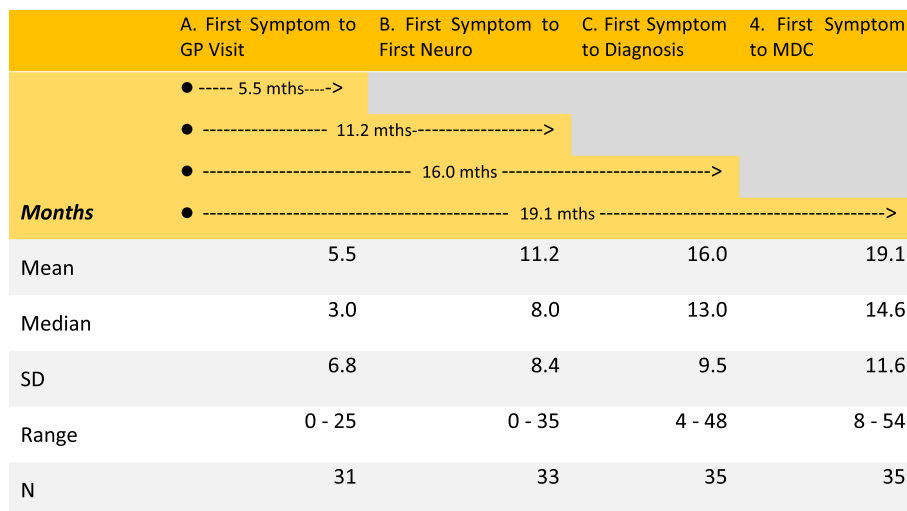 A. First Symptom to GP Visit B. First Symptom to First Neuro C. First Symptom to Diagnosis 4. First Symptom to MDC
● ----- 5.5 mths----->
● ------------------ 11.2 mths------------------->
● ------------------------------ 16.0 mths ------------------------------>
Months ● -------------------------------------------- 19.1 mths ----------------------------------------->
Mean 5.5 11.2 16.0 19.1
Median 3.0 8.0 13.0 14.6
SD 6.8 8.4 9.5 11.6
Range 0 - 25 0 - 35 4 - 48 8 - 54
N 31 33 35 35